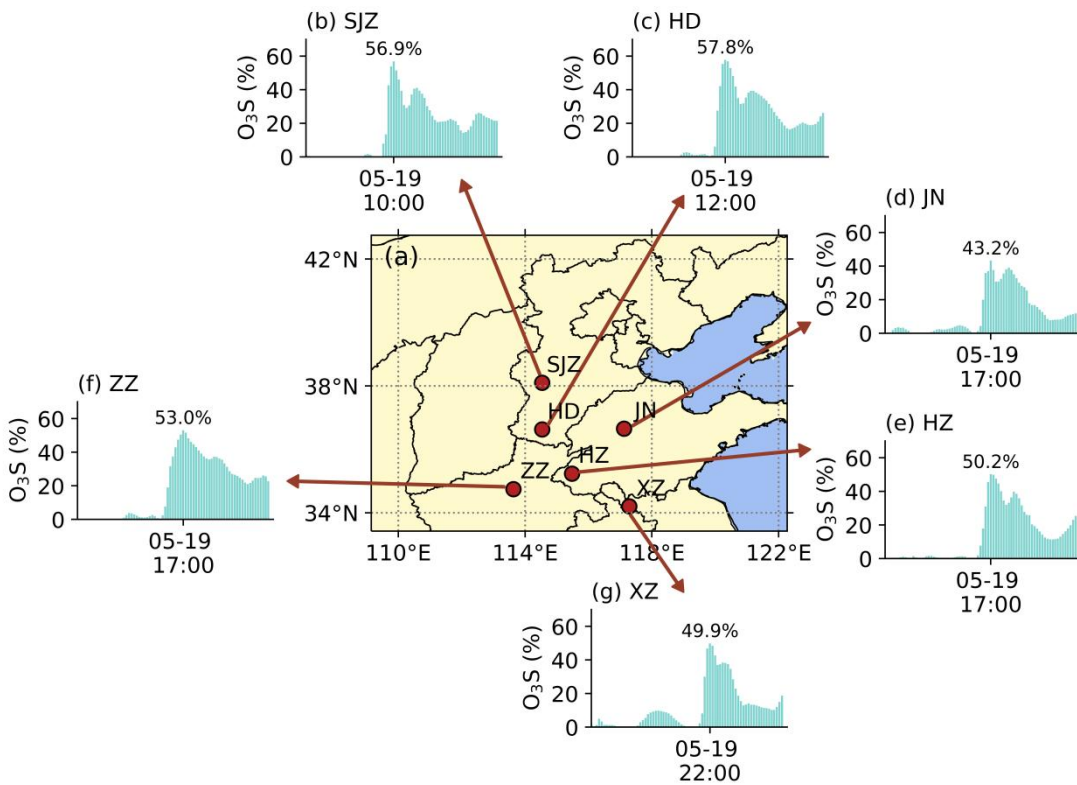 (b) SJZ
56.9%
60
40
20
0
O₃S (%)
05-19
10:00
(c) HD
57.8%
60
40
20
0
O₃S (%)
05-19
12:00
(d) JN
43.2%
60
40
20
0
O₃S (%)
05-19
17:00
(a)
42°N
38°N
34°N
110°E
114°E
118°E
122°E
SJZ
HD
JN
HZ
ZZ
XZ
(f) ZZ
53.0%
60
40
20
0
O₃S (%)
05-19
17:00
(e) HZ
50.2%
60
40
20
0
O₃S (%)
05-19
17:00
(g) XZ
49.9%
60
40
20
0
O₃S (%)
05-19
22:00